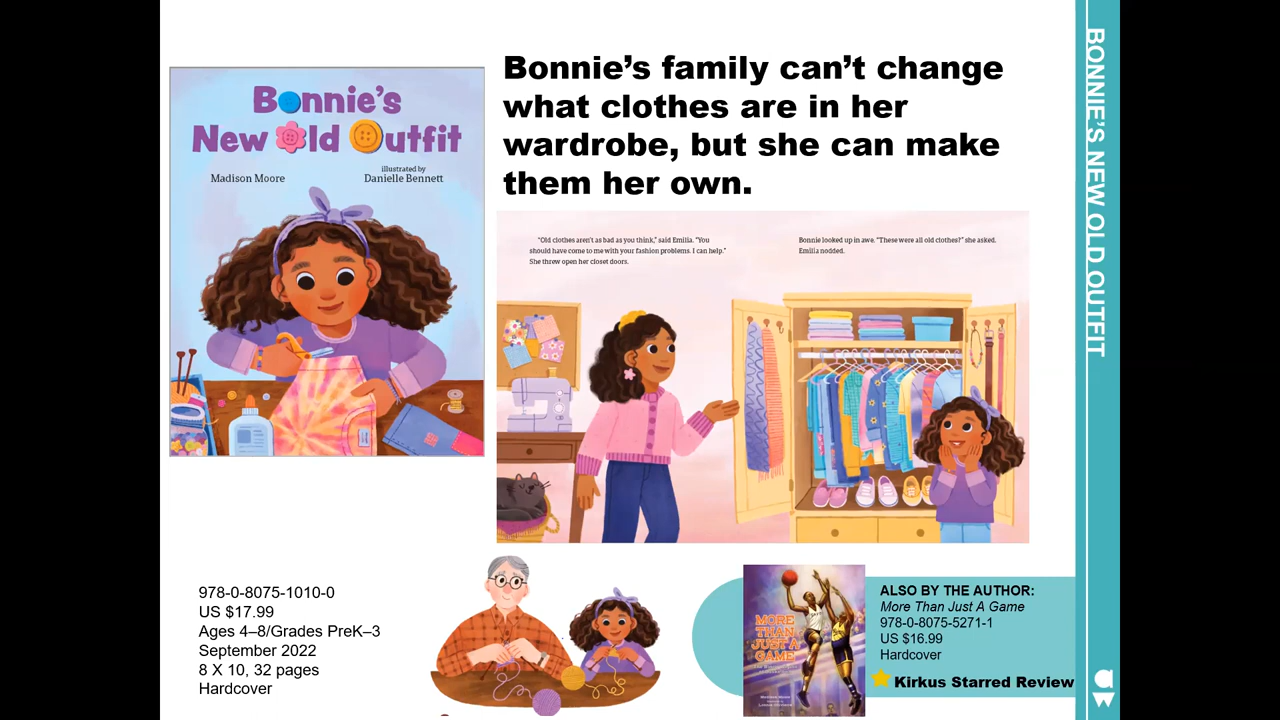 Bonnie's
New Old Outfit
Madison Moore
illustrated by
Danielle Bennett
Bonnie's family can't change
what clothes are in her
wardrobe, but she can make
them her own.
"Old clothes aren't as bad as you think," said Emilia. "You
should have come to me with your fashion problems. I can help."
She threw open her closet doors.
Bonnie looked up in awe. "These were all old clothes?" she asked.
Emilia nodded.
978-0-8075-1010-0
US $17.99
Ages 4–8/Grades PreK–3
September 2022
8 X 10, 32 pages
Hardcover
MORE
THAN
JUST A
GAME
ALSO BY THE AUTHOR:
More Than Just A Game
978-0-8075-5271-1
US $16.99
Hardcover
Kirkus Starred Review
BONNIE'S NEW OLD OUTFIT
aw